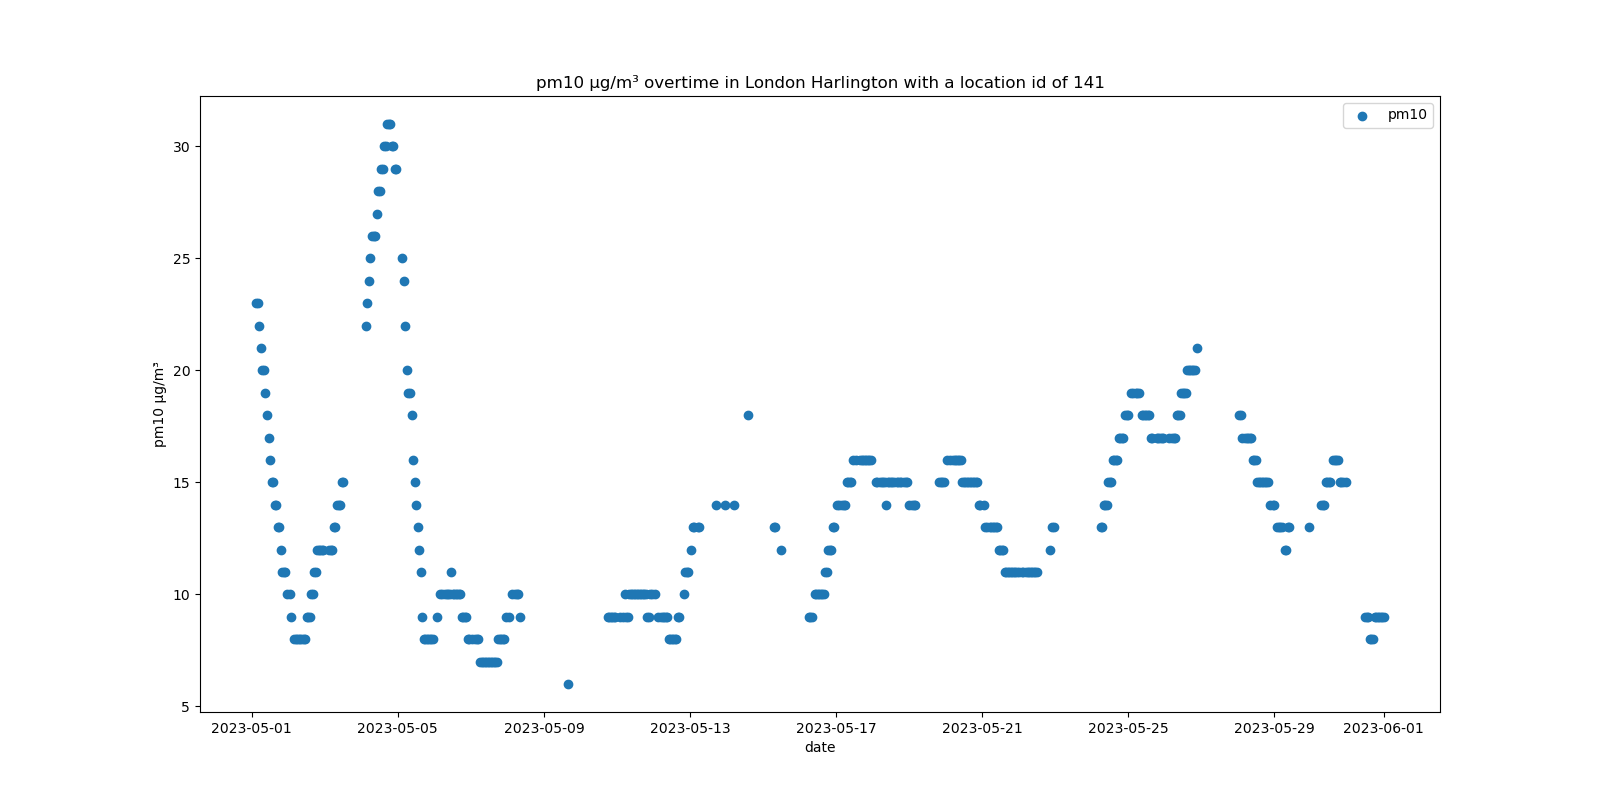 pm10 µg/m³ overtime in London Harlington with a location id of 141
pm10
30
25
20
15
10
5
pm10 µg/m³
2023-05-01 2023-05-05 2023-05-09 2023-05-13 2023-05-17 2023-05-21 2023-05-25 2023-05-29 2023-06-01
date